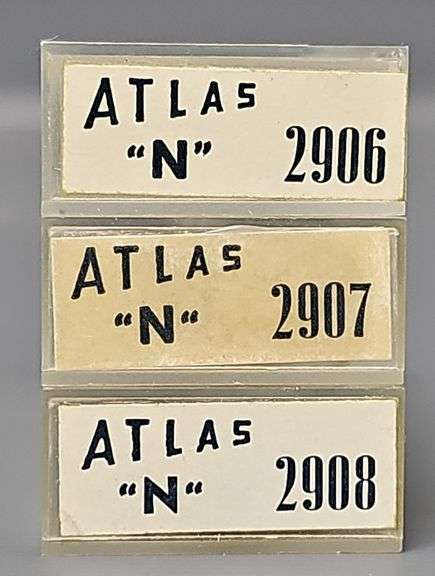 ATLAS
“N” 2906
ATLAS
“N“ 2907
ATLAS
“N“ 2908